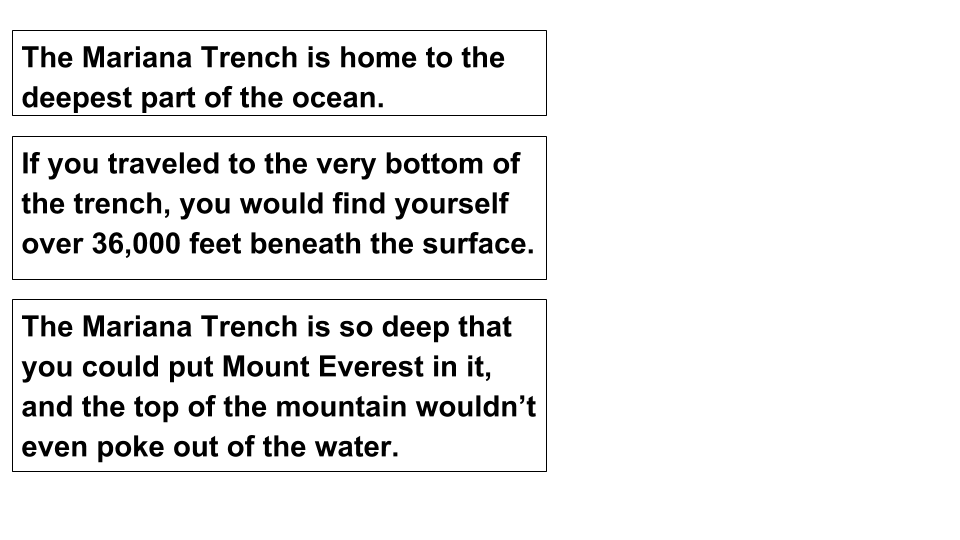 The Mariana Trench is home to the
deepest part of the ocean.
If you traveled to the very bottom of
the trench, you would find yourself
over 36,000 feet beneath the surface.
The Mariana Trench is so deep that
you could put Mount Everest in it,
and the top of the mountain wouldn’t
even poke out of the water.